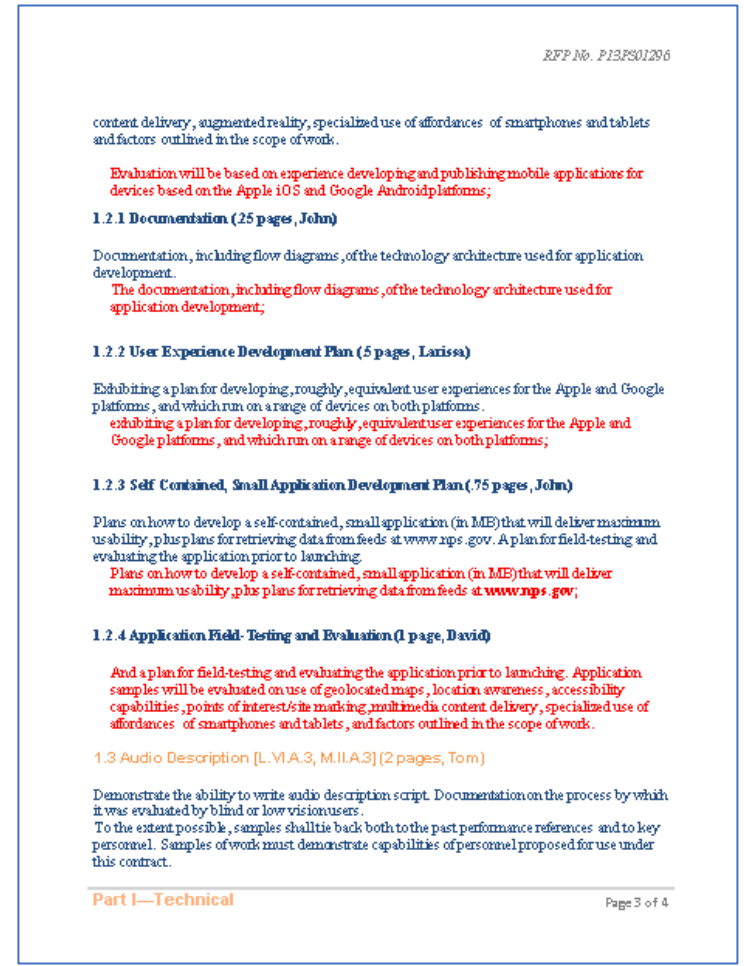 RFP No. P13PS01296
content delivery, augmented reality, specialized use of affordances of smartphones and tablets
and factors outlined in the scope of work.
Evaluation will be based on experience developing and publishing mobile applications for
devices based on the Apple iOS and Google Android platforms;
1.2.1 Documentation (.25 pages, John)
Documentation, including flow diagrams, of the technology architecture used for application
development.
The documentation, including flow diagrams, of the technology architecture used for
application development;
1.2.2 User Experience Development Plan (.5 pages, Larissa)
Exhibiting a plan for developing, roughly, equivalent user experiences for the Apple and Google
platforms, and which run on a range of devices on both platforms.
exhibiting a plan for developing, roughly, equivalent user experiences for the Apple and
Google platforms, and which run on a range of devices on both platforms;
1.2.3 Self Contained, Small Application Development Plan (.75 pages, John)
Plans on how to develop a self-contained, small application (in MB) that will deliver maximum
usability, plus plans for retrieving data from feeds at www.nps.gov. A plan for field-testing and
evaluating the application prior to launching.
Plans on how to develop a self-contained, small application (in MB) that will deliver
maximum usability, plus plans for retrieving data from feeds at www.nps.gov;
1.2.4 Application Field-Testing and Evaluation (1 page, David)
And a plan for field-testing and evaluating the application prior to launching. Application
samples will be evaluated on use of geolocated maps, location awareness, accessibility
capabilities, points of interest/site marking, multimedia content delivery, specialized use of
affordances of smartphones and tablets, and factors outlined in the scope of work.
1.3 Audio Description [L.VI.A.3, M.II.A.3] (2 pages, Tom)
Demonstrate the ability to write audio description script. Documentation on the process by which
it was evaluated by blind or low vision users.
To the extent possible, samples shall tie back both to the past performance references and to key
personnel. Samples of work must demonstrate capabilities of personnel proposed for use under
this contract.
Part I—Technical
Page 3 of 4